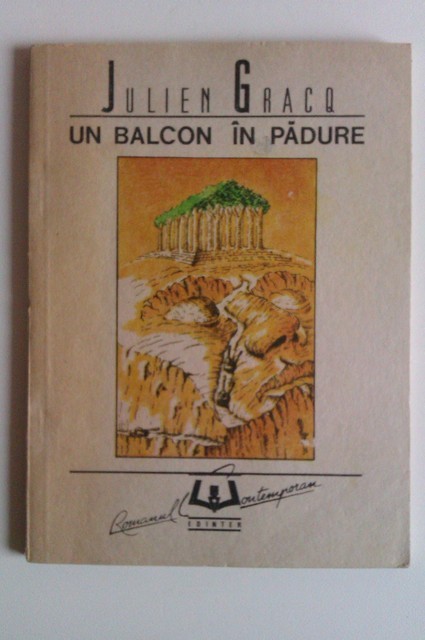 JULIEN GRACQ
UN BALCON ÎN PĂDURE
Romanul Contemporan
EDINTER